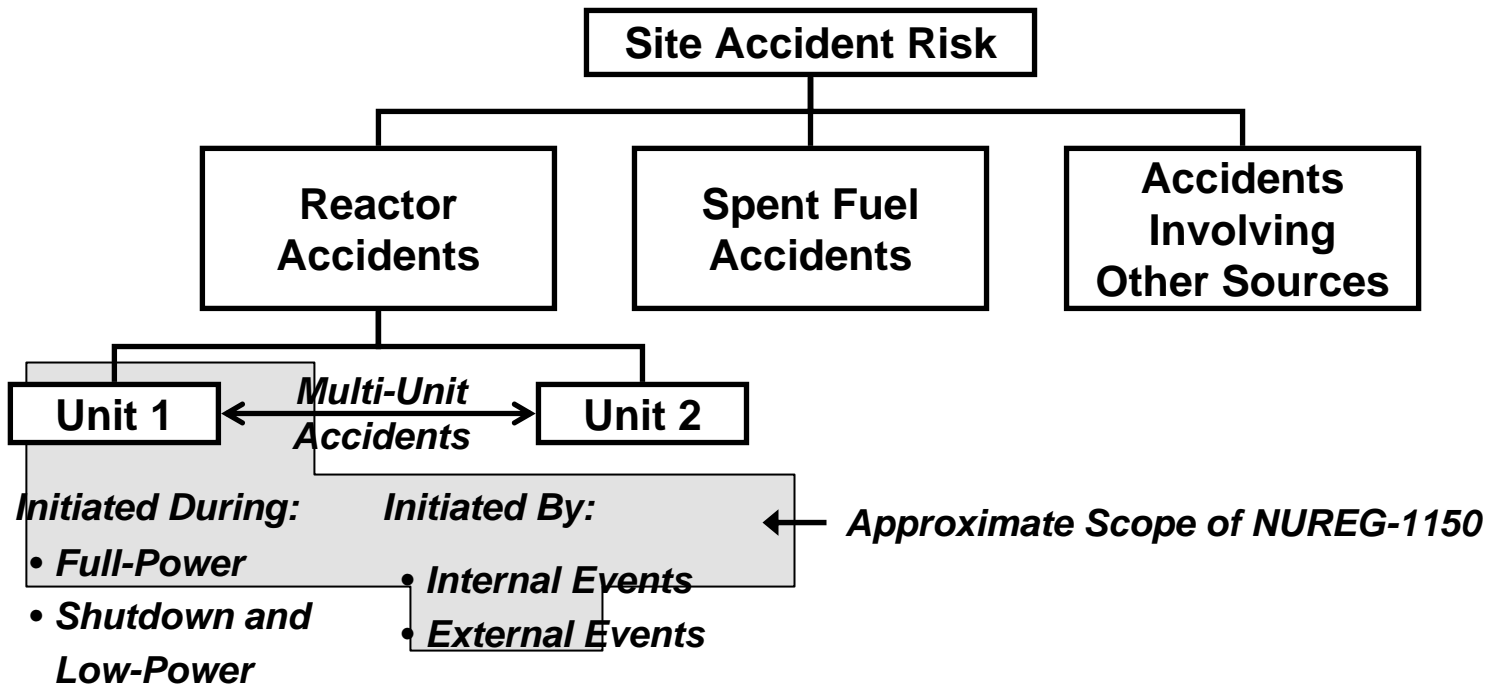 Site Accident Risk
Reactor
Accidents
Spent Fuel
Accidents
Accidents
Involving
Other Sources
Unit 1
Multi-Unit
Accidents
Unit 2
Initiated During:
• Full-Power
• Shutdown and
Low-Power
Initiated By:
• Internal Events
• External Events
Approximate Scope of NUREG-1150